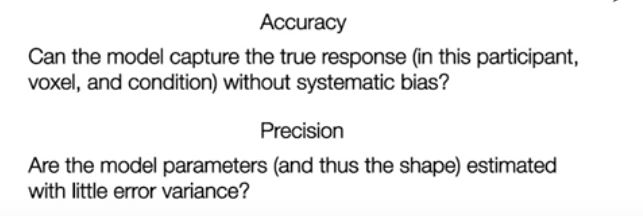 Accuracy
Can the model capture the true response (in this participant,
voxel, and condition) without systematic bias?
Precision
Are the model parameters (and thus the shape) estimated
with little error variance?